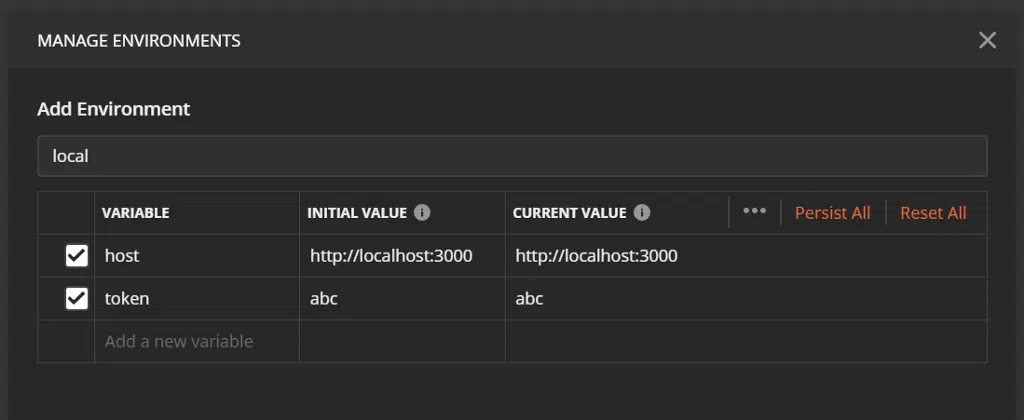 MANAGE ENVIRONMENTS
Add Environment
local
VARIABLE INITIAL VALUE CURRENT VALUE ••• Persist All Reset All
host http://localhost:3000 http://localhost:3000
token abc abc
Add a new variable